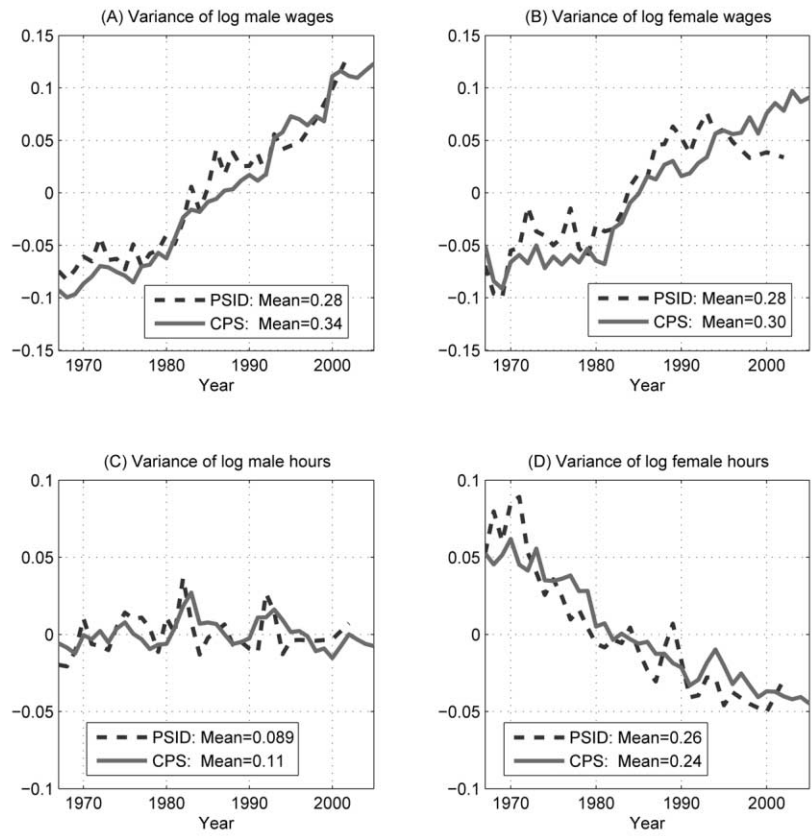 (A) Variance of log male wages
0.15
0.1
0.05
0
−0.05
−0.1
−0.15
PSID: Mean=0.28
CPS: Mean=0.34
1970 1980 1990 2000
Year
(B) Variance of log female wages
0.15
0.1
0.05
0
−0.05
−0.1
−0.15
PSID: Mean=0.28
CPS: Mean=0.30
1970 1980 1990 2000
Year
(C) Variance of log male hours
0.1
0.05
0
−0.05
−0.1
PSID: Mean=0.089
CPS: Mean=0.11
1970 1980 1990 2000
Year
(D) Variance of log female hours
0.1
0.05
0
−0.05
−0.1
PSID: Mean=0.26
CPS: Mean=0.24
1970 1980 1990 2000
Year